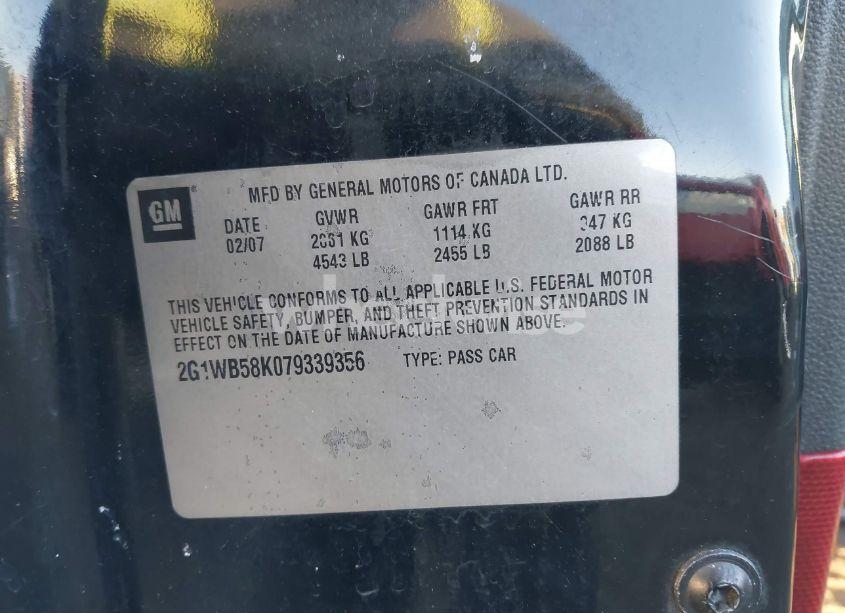 GM
MFD BY GENERAL MOTORS OF CANADA LTD.
DATE GVWR GAWR FRT GAWR RR
02/07 2061 KG 1114 KG 947 KG
4543 LB 2455 LB 2088 LB
THIS VEHICLE CONFORMS TO ALL APPLICABLE U.S. FEDERAL MOTOR
VEHICLE SAFETY, BUMPER, AND THEFT PREVENTION STANDARDS IN
EFFECT ON THE DATE OF MANUFACTURE SHOWN ABOVE.
2G1WB58K079339356 TYPE: PASS CAR